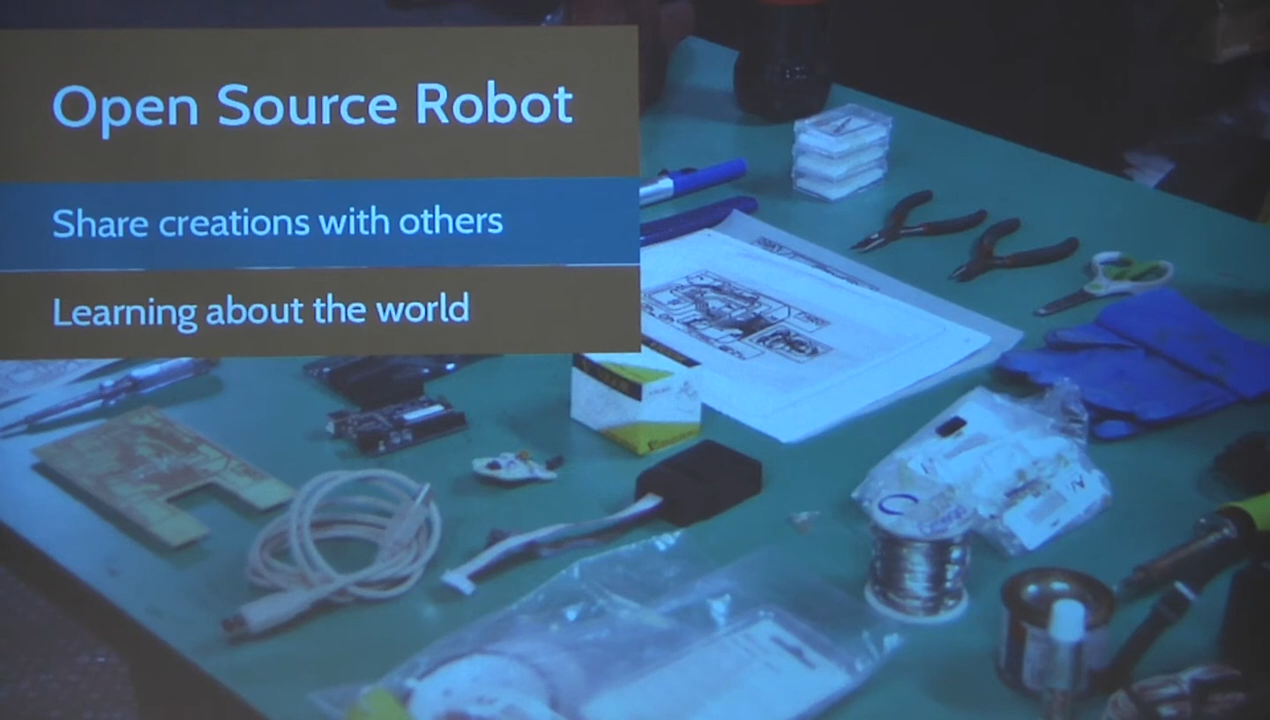 Open Source Robot
Share creations with others
Learning about the world